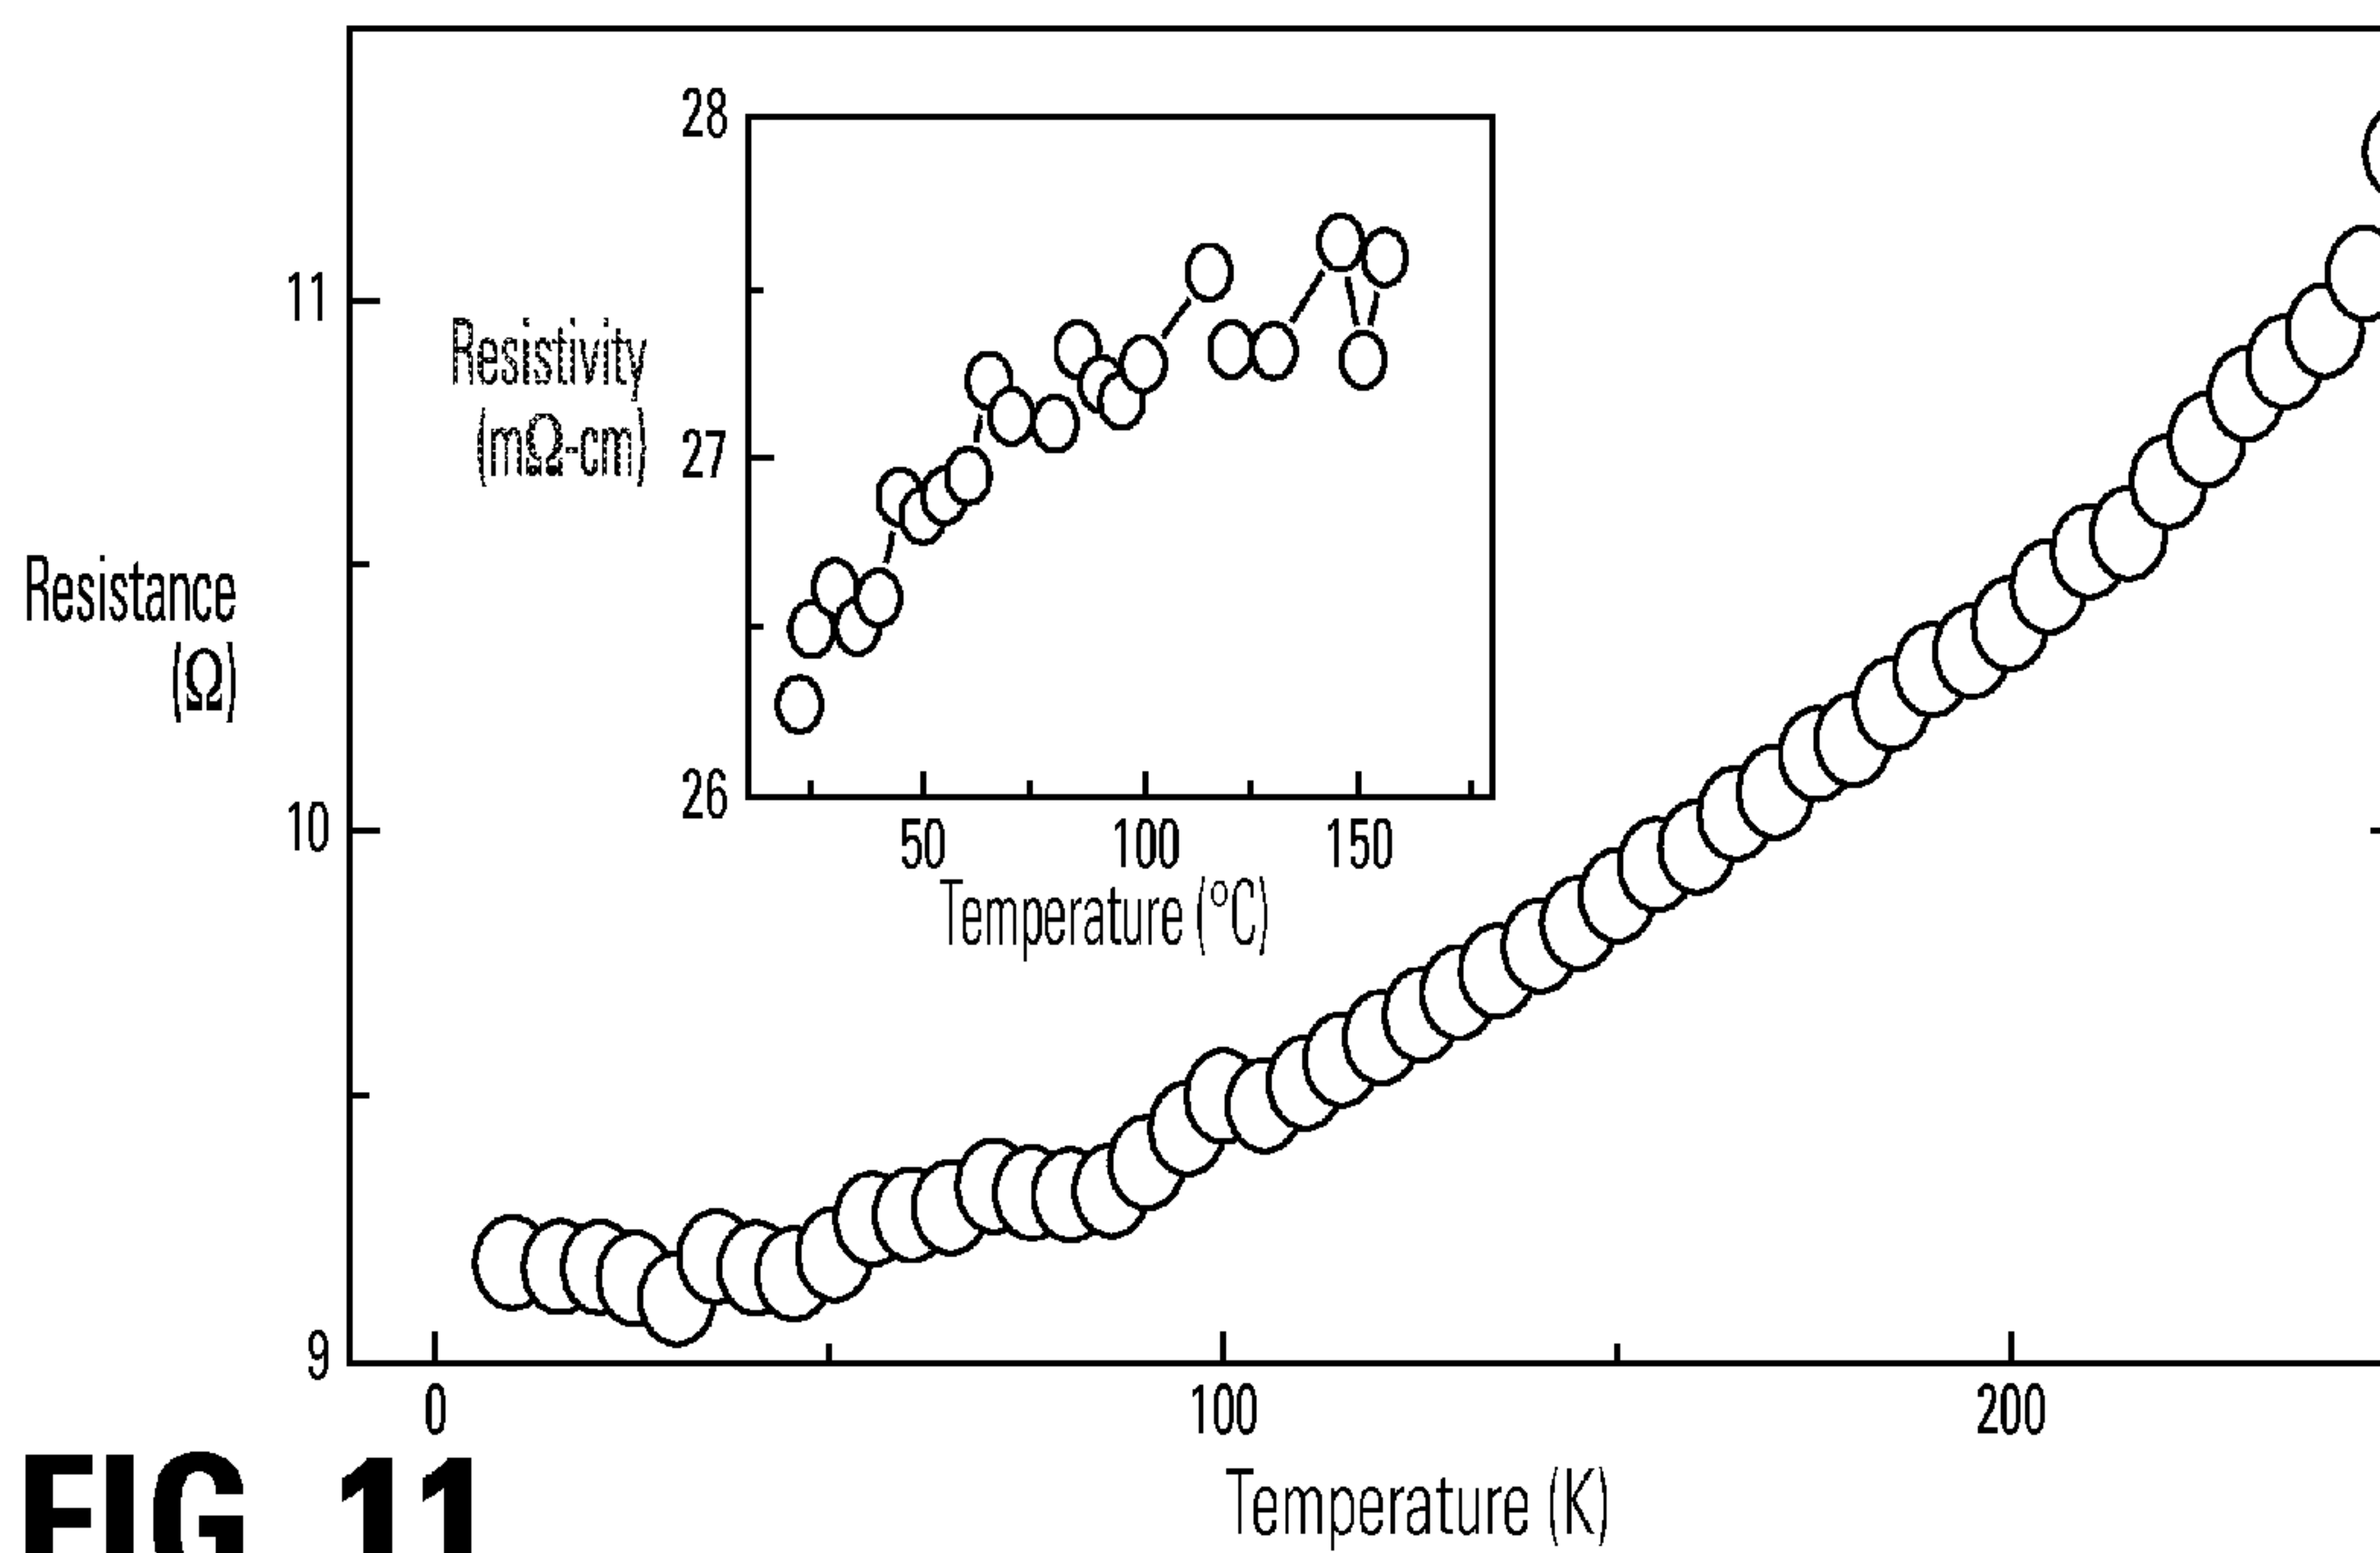 28
11
Resistivity
(mΩ-cm)
27
Resistance
(Ω)
26
10
50 100 150
Temperature (°C)
9
0 100 200
Temperature (K)
FIG 11